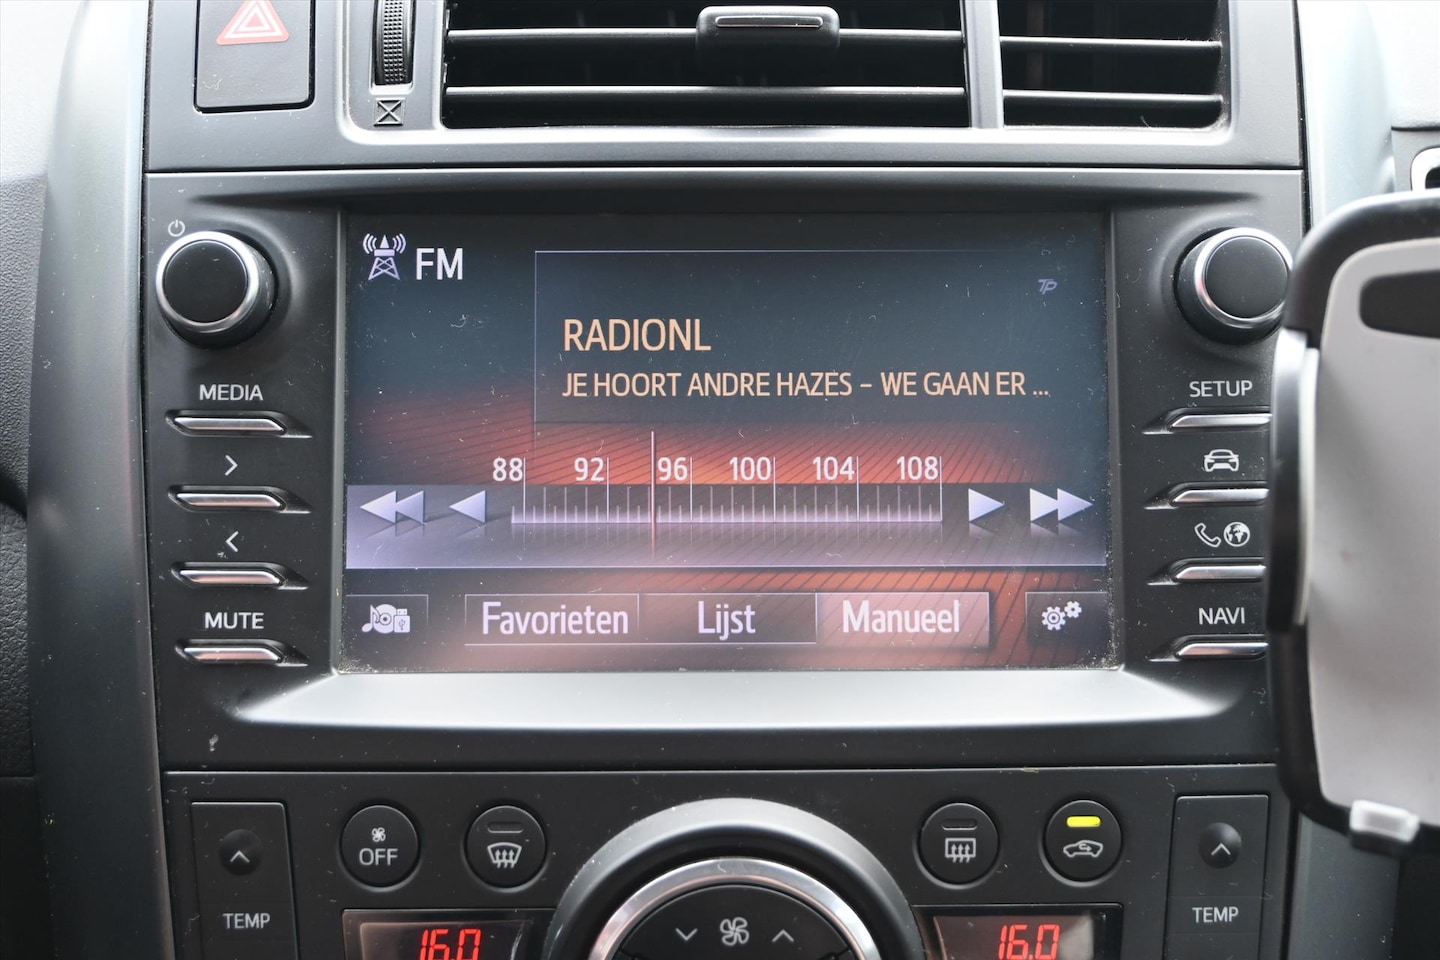 FM
TP
RADIONL
JE HOORT ANDRE HAZES – WE GAAN ER ...
MEDIA
SETUP
88 92 96 100 104 108
MUTE
NAVI
Favorieten Lijst Manueel
OFF
TEMP
TEMP
16.0
16.0